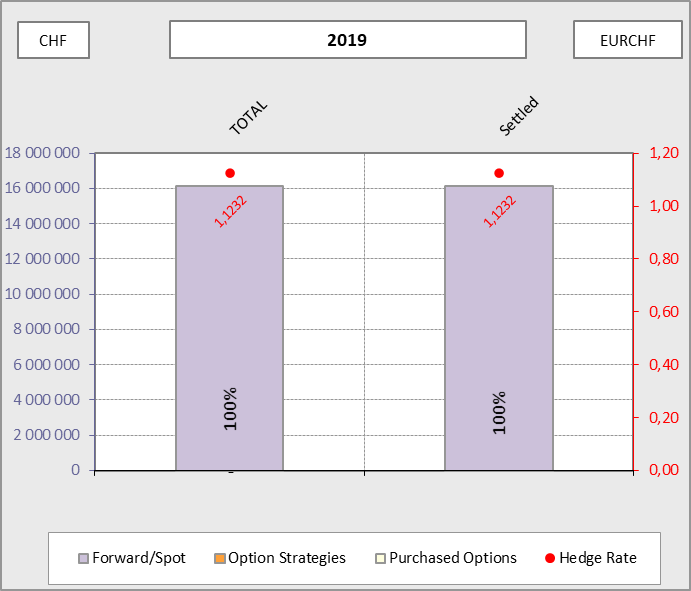 CHF
2019
EURCHF
TOTAL
Settled
18 000 000
16 000 000
14 000 000
12 000 000
10 000 000
8 000 000
6 000 000
4 000 000
2 000 000
0
1,1232
100%
-
1,1232
100%
1,20
1,00
0,80
0,60
0,40
0,20
0,00
Forward/Spot Option Strategies Purchased Options Hedge Rate